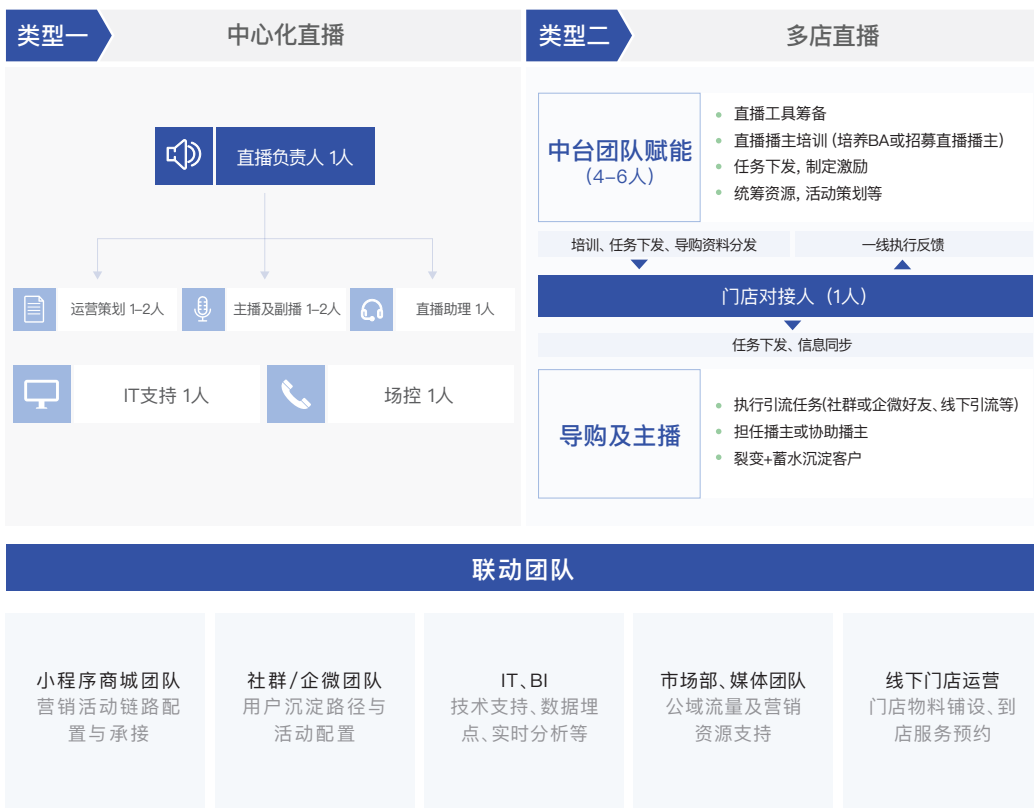 类型一
中心化直播
直播负责人 1人
运营策划 1-2人
主播及副播 1-2人
直播助理 1人
IT支持 1人
场控 1人
类型二
多店直播
中台团队赋能
(4-6人)
直播工具筹备
直播播主培训 (培养BA或招募直播播主)
任务下发, 制定激励
统筹资源, 活动策划等
培训、任务下发、导购资料分发
一线执行反馈
门店对接人（1人）
任务下发、信息同步
导购及主播
执行引流任务(社群或企微好友、线下引流等)
担任播主或协助播主
裂变+蓄水沉淀客户
联动团队
小程序商城团队
营销活动链路配
置与承接
社群/企微团队
用户沉淀路径与
活动配置
IT、BI
技术支持、数据埋
点、实时分析等
市场部、媒体团队
公域流量及营销
资源支持
线下门店运营
门店物料铺设、到
店服务预约